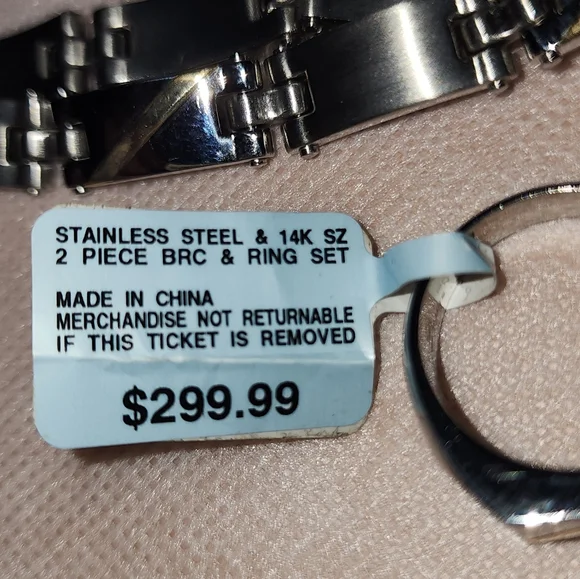 STAINLESS STEEL & 14K SZ
2 PIECE BRC & RING SET
MADE IN CHINA
MERCHANDISE NOT RETURNABLE
IF THIS TICKET IS REMOVED
$299.99